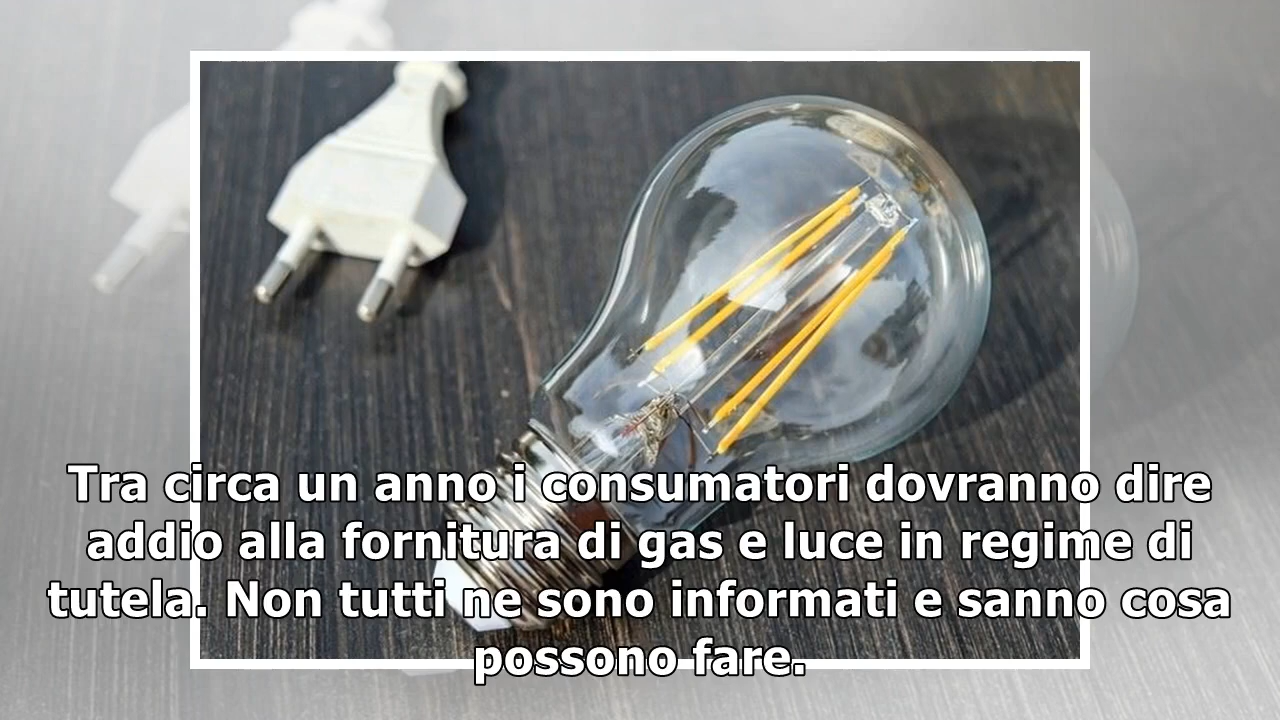 Tra circa un anno i consumatori dovranno dire
addio alla fornitura di gas e luce in regime di
tutela. Non tutti ne sono informati e sanno cosa
possono fare.